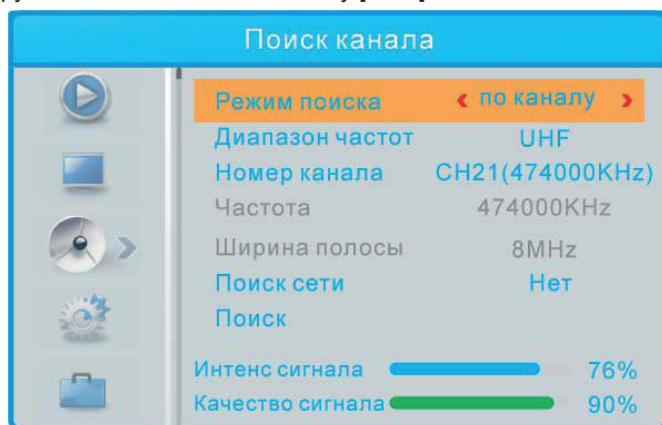 Поиск канала
Режим поиска по каналу
Диапазон частот UHF
Номер канала CH21(474000KHz)
Частота 474000KHz
Ширина полосы 8MHz
Поиск сети Нет
Поиск
Интенс сигнала 76%
Качество сигнала 90%